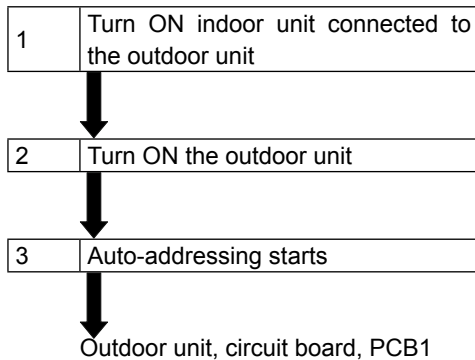 1 Turn ON indoor unit connected to
the outdoor unit
2 Turn ON the outdoor unit
3 Auto-addressing starts
Outdoor unit, circuit board, PCB1